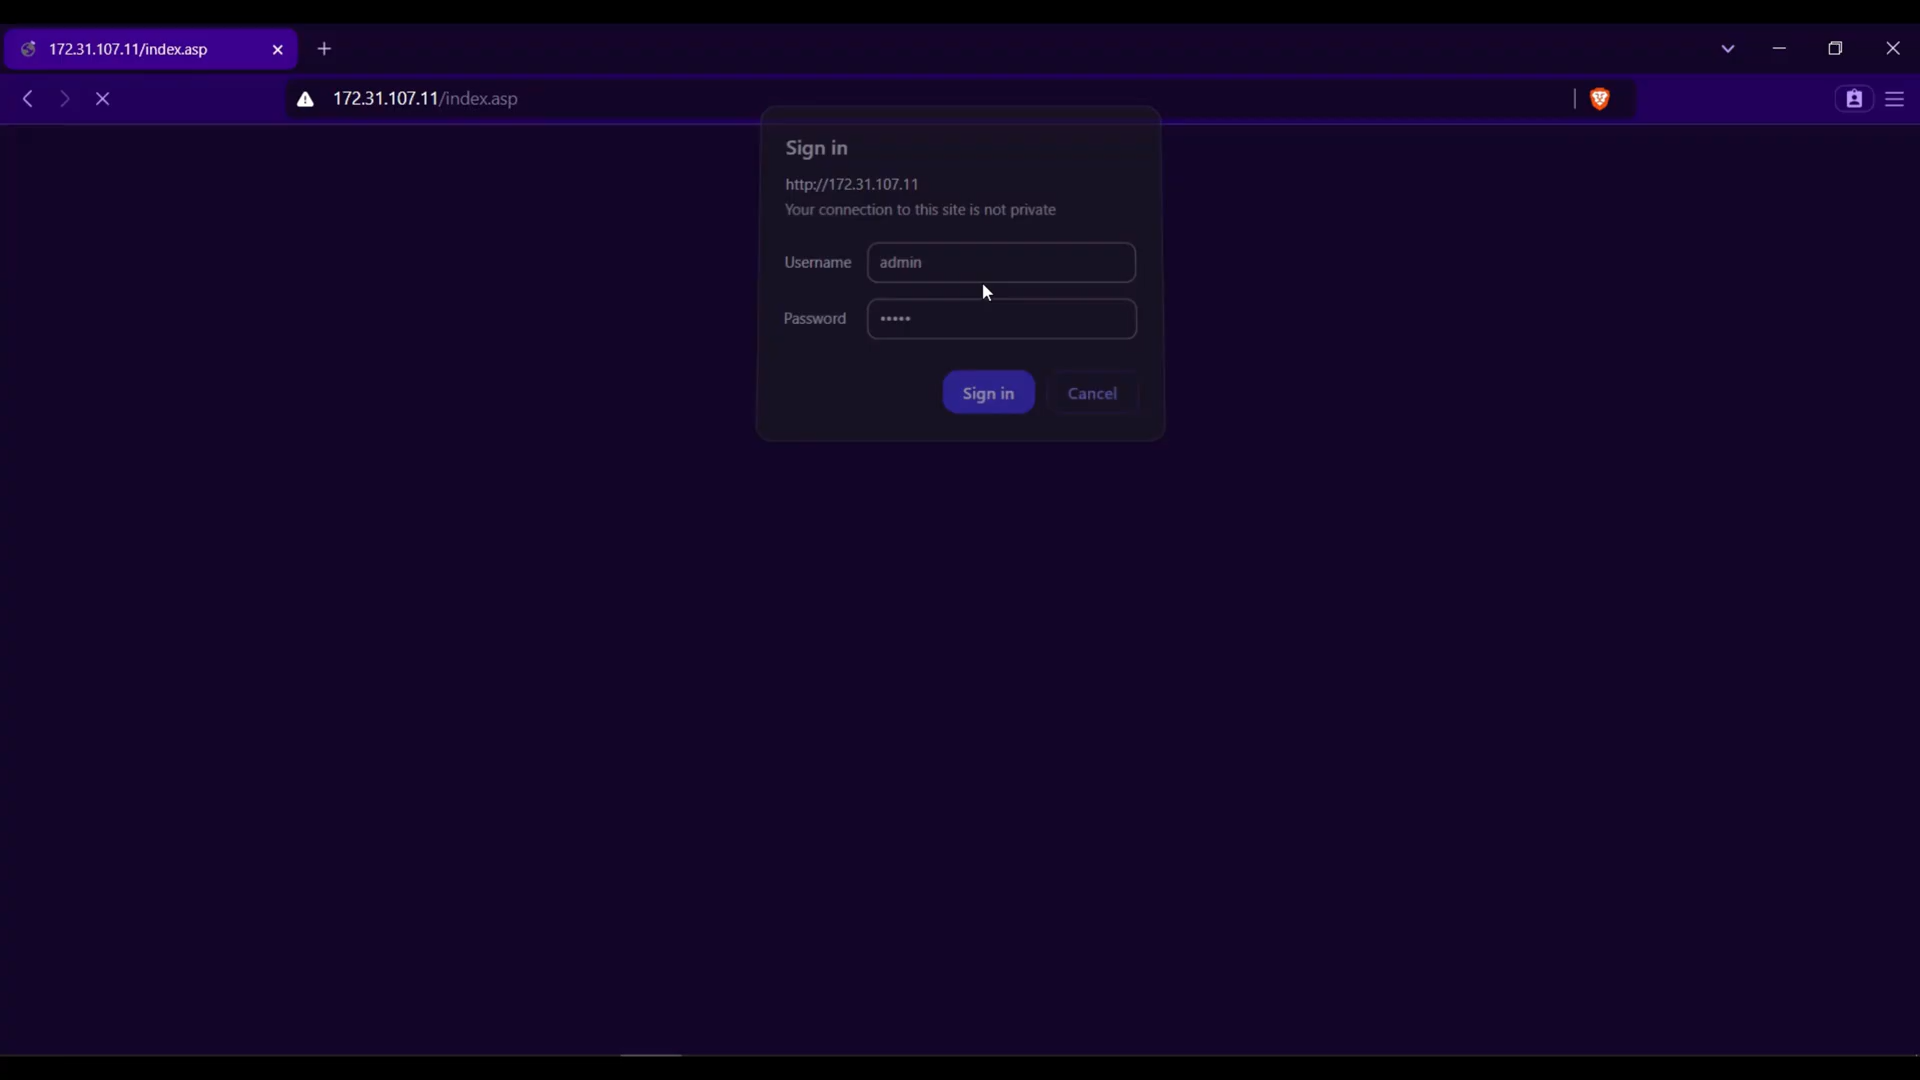 172.31.107.11/index.asp
172.31.107.11/index.asp
Sign in
http://172.31.107.11
Your connection to this site is not private
Username admin
Password •••••
Sign in Cancel